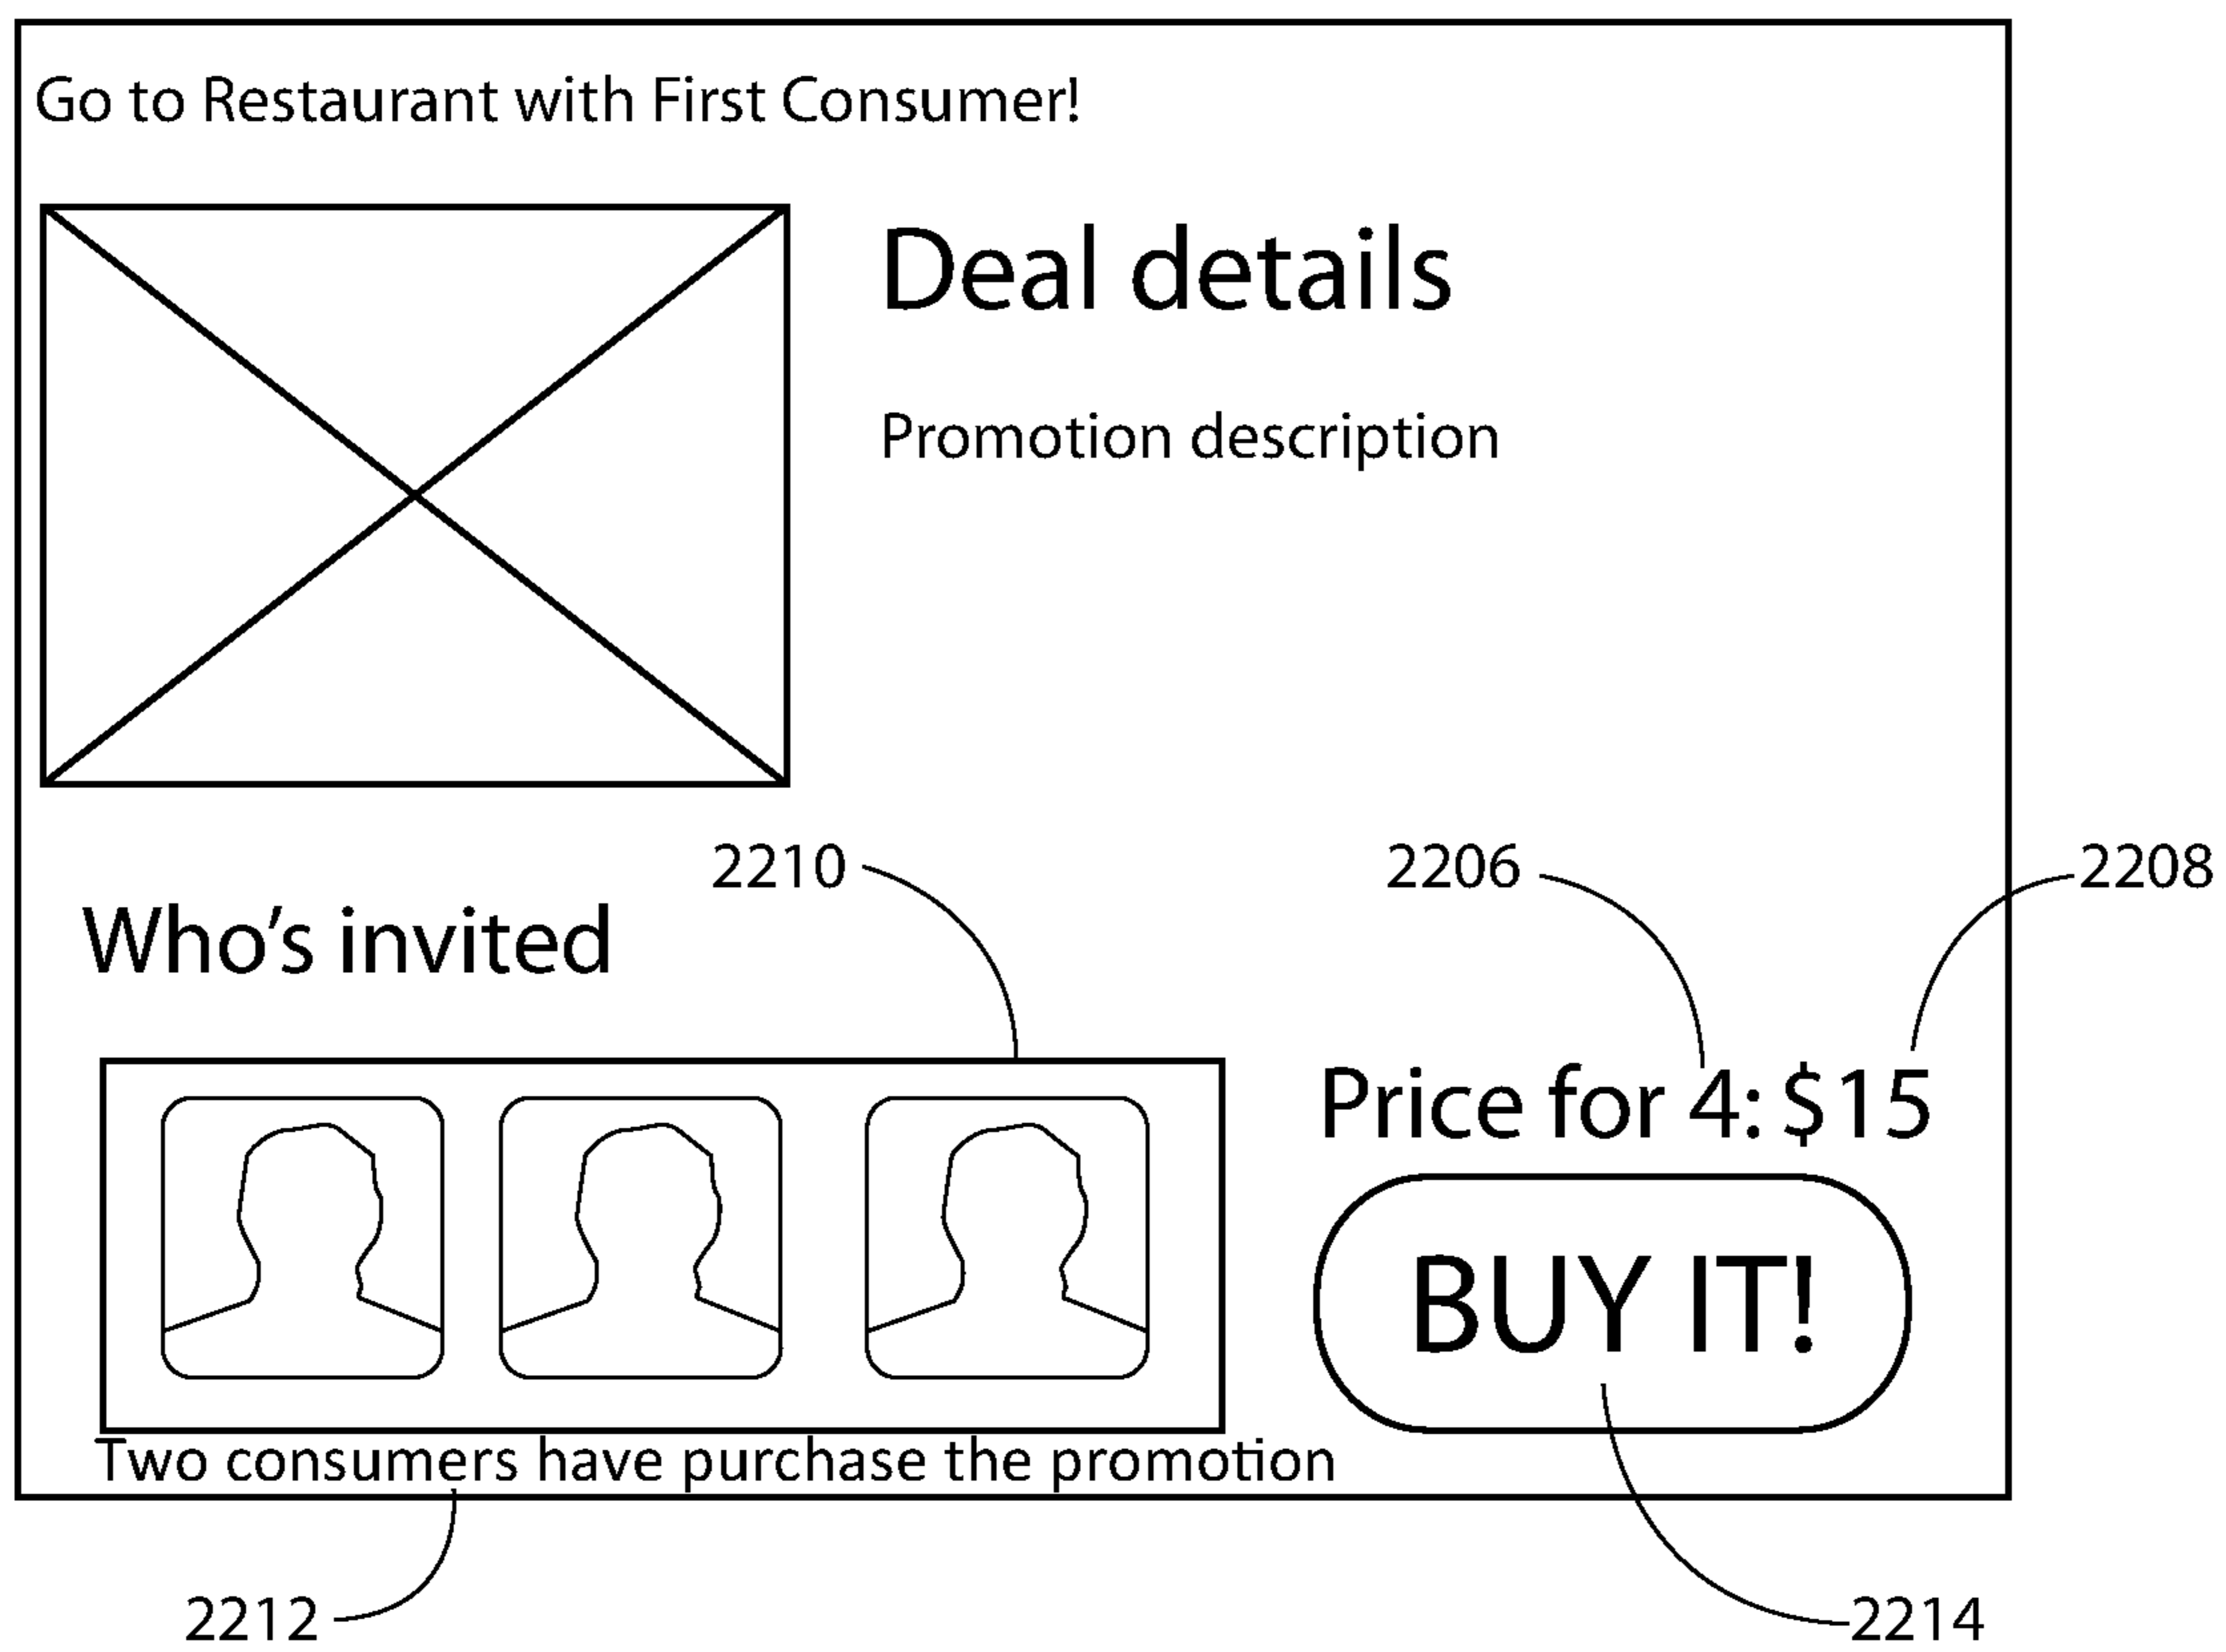 Go to Restaurant with First Consumer!
Deal details
Promotion description
2210
2206
2208
Who's invited
Price for 4: $15
BUY IT!
Two consumers have purchase the promotion
2212
2214